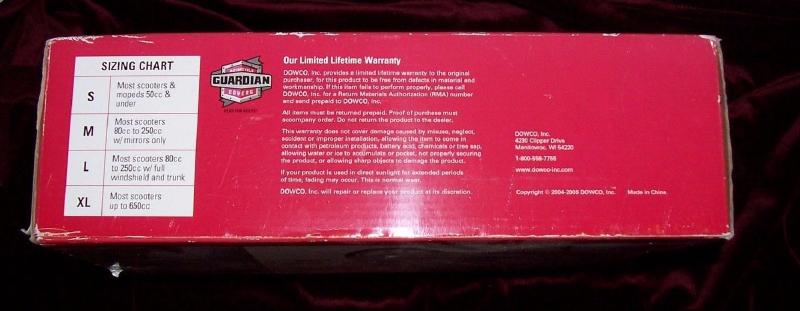 SIZING CHART
S
Most scooters &
mopeds 50cc &
under
M
Most scooters
80cc to 250cc
w/ mirrors only
L
Most scooters 80cc
to 250cc w/ full
windshield and trunk
XL
Most scooters
up to 650cc
MOTORCYCLE
GUARDIAN
COVERS
Our Limited Lifetime Warranty
DOWCO, Inc. provides a limited lifetime warranty to the original
purchaser, for this product to be free from defects in material and
workmanship. If this item fails to perform properly, please call
DOWCO, Inc. for a Return Materials Authorization (RMA) number
and send prepaid to DOWCO, Inc.
All items must be returned prepaid. Proof of purchase must
accompany order. Do not return the product to the dealer.
This warranty does not cover damage caused by misuse, neglect,
accident or improper installation, allowing the item to come in
contact with petroleum products, battery acid, chemicals or tree sap,
allowing water or ice to accumulate or pocket, not properly securing
the product, or allowing sharp objects to damage the product.
If your product is used in direct sunlight for extended periods
of time, fading may occur. This is normal wear.
DOWCO, Inc. will repair or replace your product at its discretion.
DOWCO, Inc.
4230 Clipper Drive
Manitowoc, WI 54220
1-800-558-7755
www.dowco-inc.com
Copyright © 2004-2008 DOWCO, Inc. Made in China